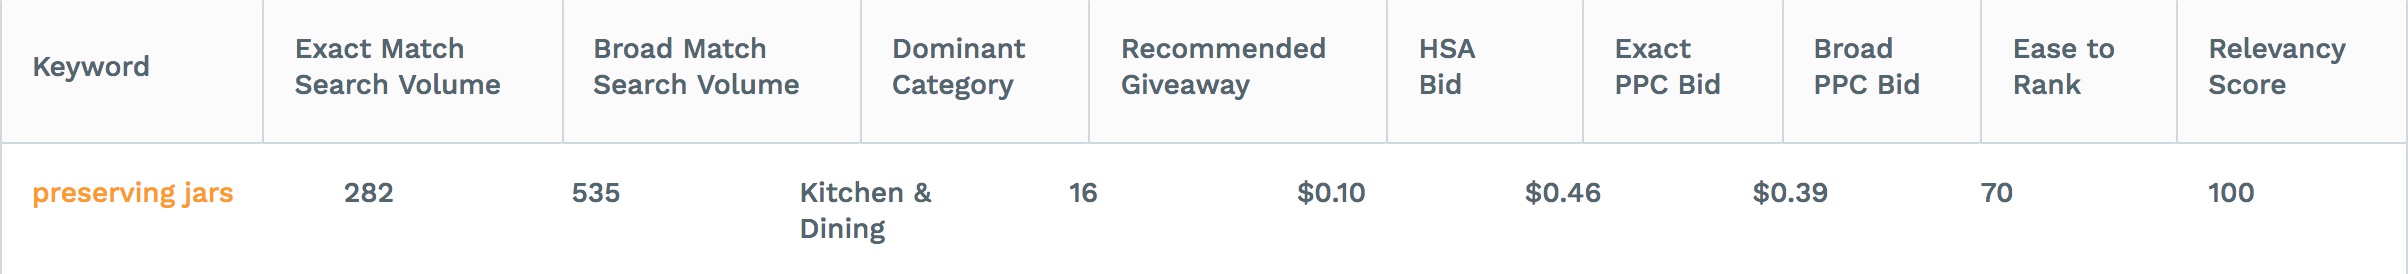 Keyword
Exact Match
Search Volume
Broad Match
Search Volume
Dominant
Category
Recommended
Giveaway
HSA
Bid
Exact
PPC Bid
Broad
PPC Bid
Ease to
Rank
Relevancy
Score
preserving jars
282
535
Kitchen &
Dining
16
$0.10
$0.46
$0.39
70
100